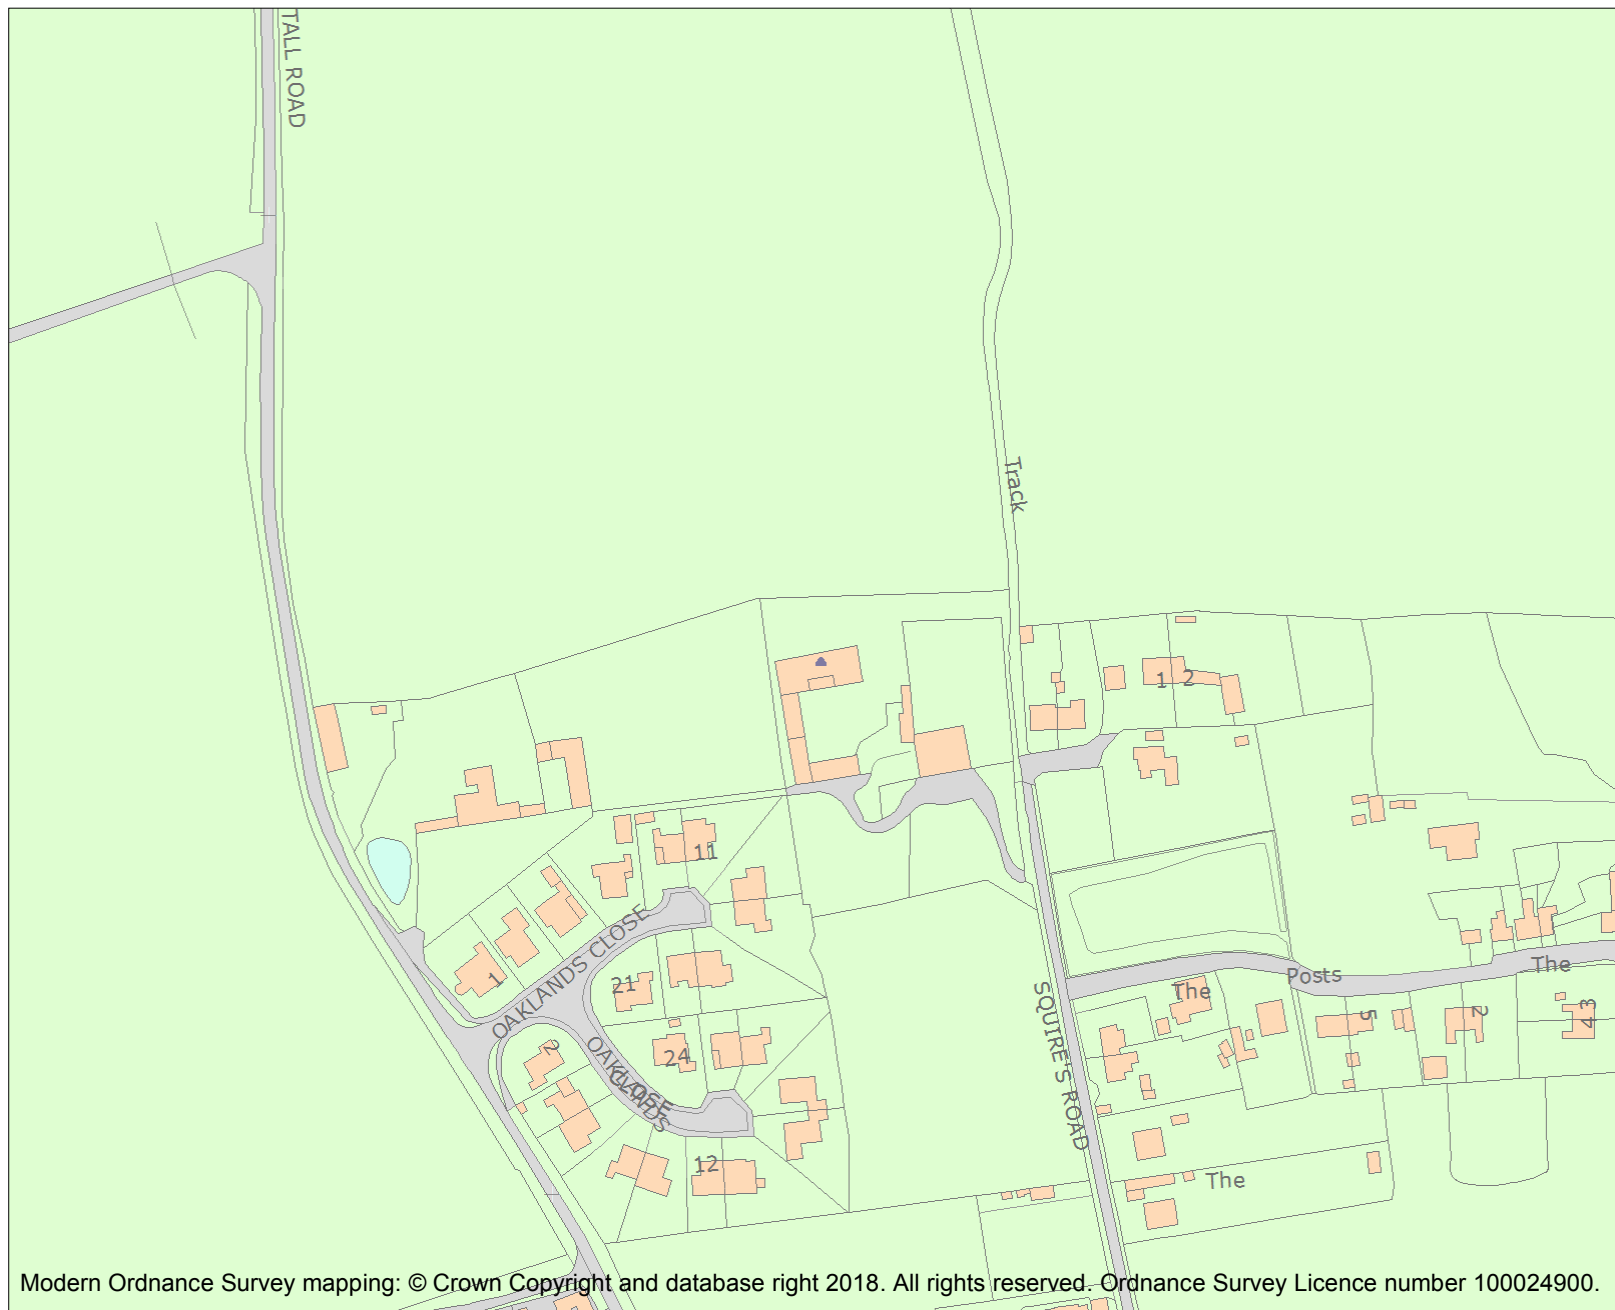 TALL ROAD
Track
1
2
11
OAKLANDS CLOSE
1
21
The
Posts
The
5
2
3
4
SQUIRE'S ROAD
2
24
OAKLANDS
CLOSE
12
The
Modern Ordnance Survey mapping: © Crown Copyright and database right 2018. All rights reserved. Ordnance Survey Licence number 100024900.